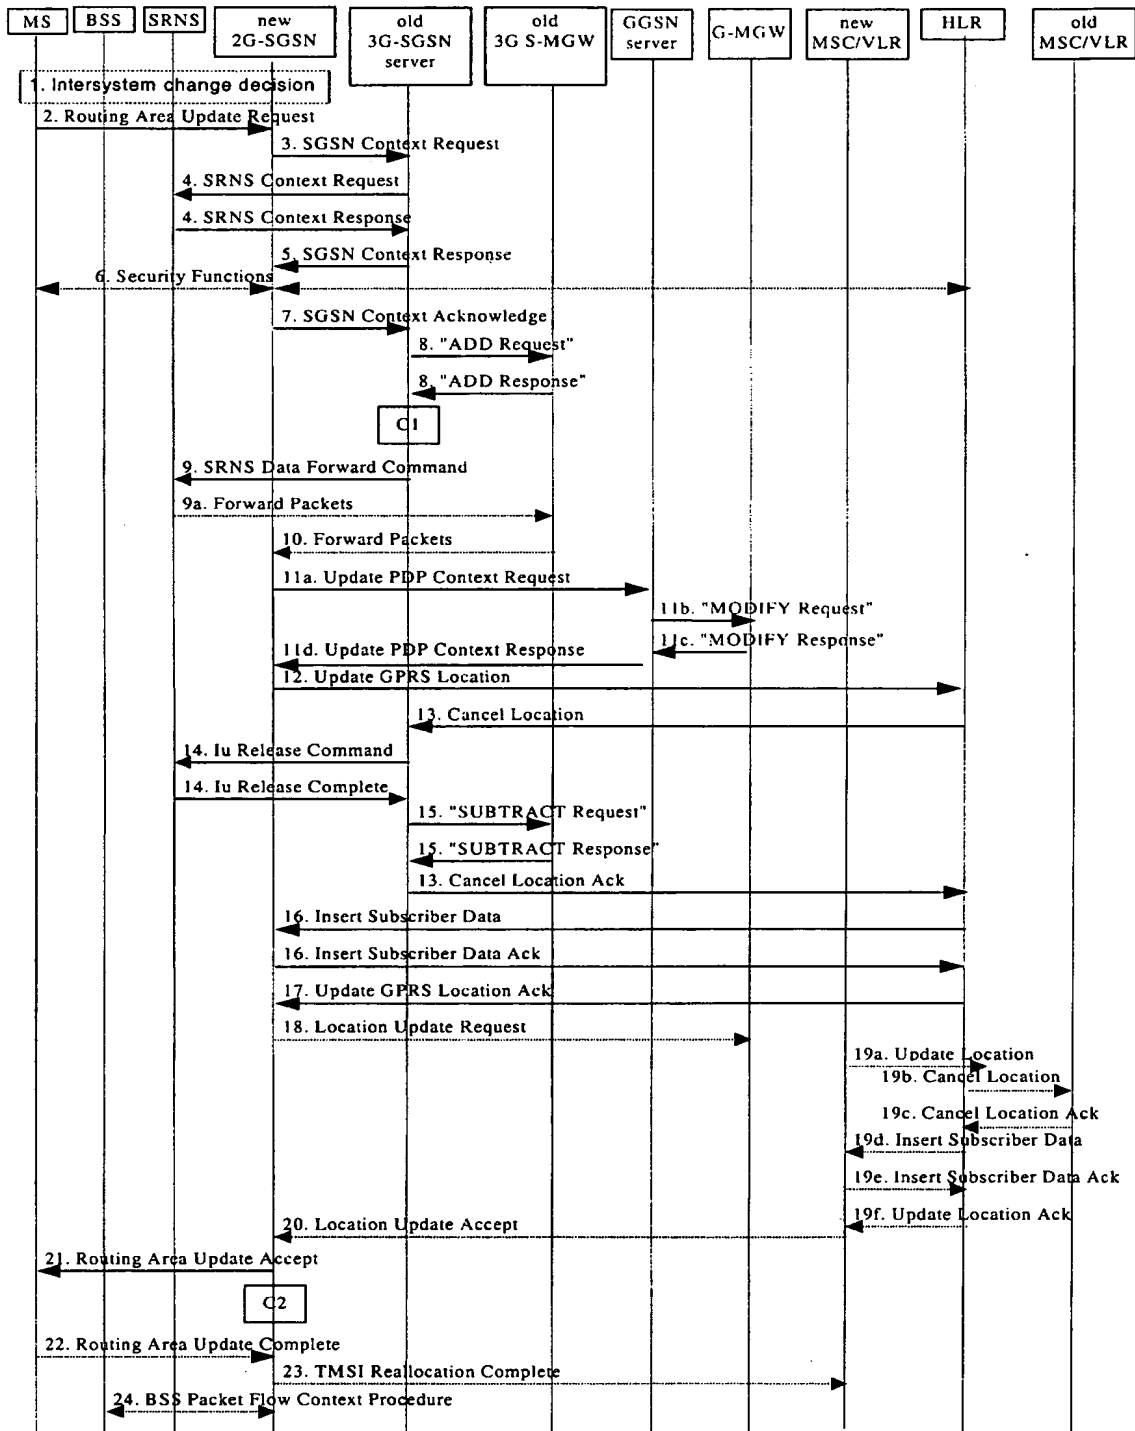 MS BSS SRNS new old old GGSN G-MGW new HLR old
2G-SGSN 3G-SGSN 3G S-MGW server MSC/VLR MSC/VLR
server
1. Intersystem change decision
2. Routing Area Update Request
3. SGSN Context Request
4. SRNS Context Request
4. SRNS Context Response
5. SGSN Context Response
6. Security Functions
7. SGSN Context Acknowledge
8. "ADD Request"
8. "ADD Response"
C1
9. SRNS Data Forward Command
9a. Forward Packets
10. Forward Packets
11a. Update PDP Context Request
11b. "MODIFY Request"
11c. "MODIFY Response"
11d. Update PDP Context Response
12. Update GPRS Location
13. Cancel Location
14. Iu Release Command
14. Iu Release Complete
15. "SUBTRACT Request"
15. "SUBTRACT Response"
13. Cancel Location Ack
16. Insert Subscriber Data
16. Insert Subscriber Data Ack
17. Update GPRS Location Ack
18. Location Update Request
19a. Update Location
19b. Cancel Location
19c. Cancel Location Ack
19d. Insert Subscriber Data
19e. Insert Subscriber Data Ack
19f. Update Location Ack
20. Location Update Accept
21. Routing Area Update Accept
C2
22. Routing Area Update Complete
23. TMSI Reallocation Complete
24. BSS Packet Flow Context Procedure